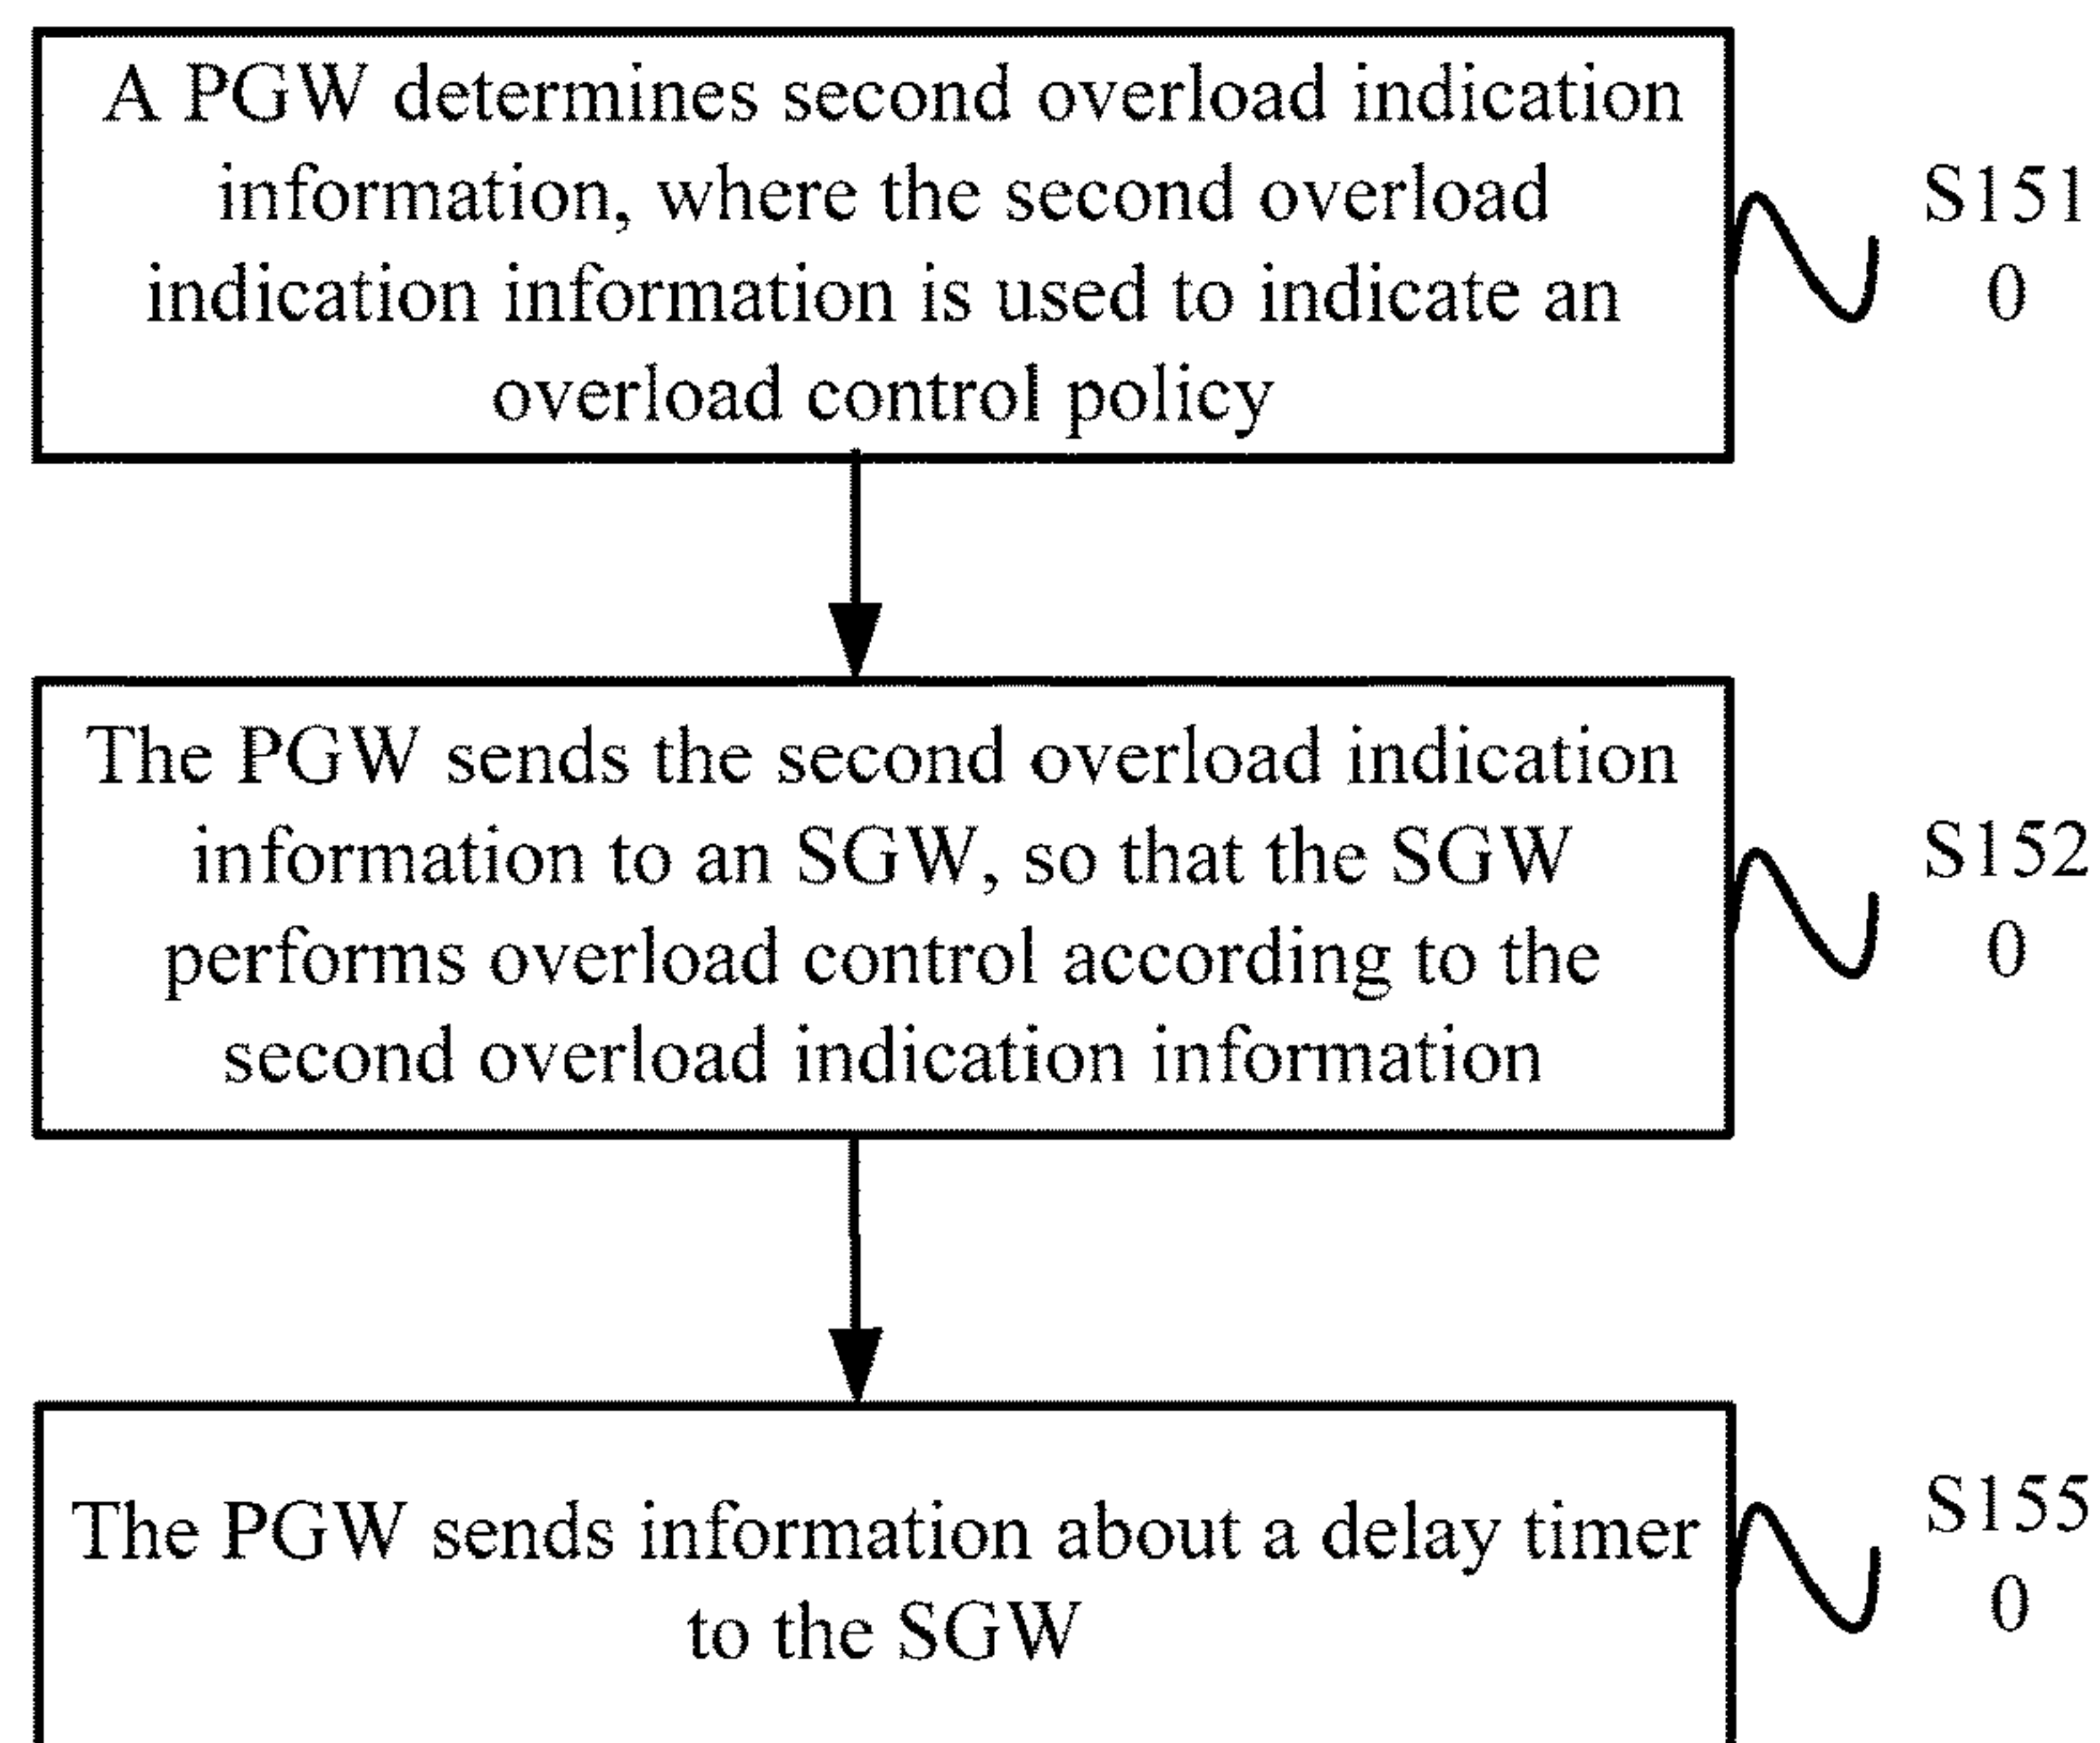 A PGW determines second overload indication
information, where the second overload
indication information is used to indicate an
overload control policy
S151
0
The PGW sends the second overload indication
information to an SGW, so that the SGW
performs overload control according to the
second overload indication information
S152
0
The PGW sends information about a delay timer
to the SGW
S155
0